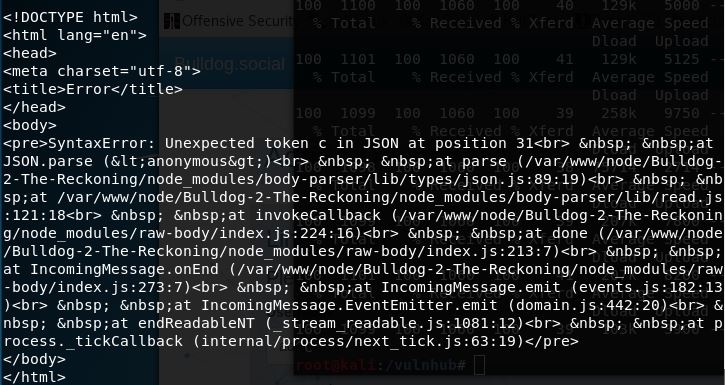 <!DOCTYPE html>
<html lang="en">
<head>
<meta charset="utf-8">
<title>Error</title>
</head>
<body>
<pre>SyntaxError: Unexpected token c in JSON at position 31<br> &nbsp; &nbsp;at
JSON.parse (&lt;anonymous&gt;)<br> &nbsp; &nbsp;at parse (/var/www/node/Bulldog-
2-The-Reckoning/node_modules/body-parser/lib/types/json.js:89:19)<br> &nbsp; &nb
sp;at /var/www/node/Bulldog-2-The-Reckoning/node_modules/body-parser/lib/read.js
:121:18<br> &nbsp; &nbsp;at invokeCallback (/var/www/node/Bulldog-2-The-Reckonin
g/node_modules/raw-body/index.js:224:16)<br> &nbsp; &nbsp;at done (/var/www/node
/Bulldog-2-The-Reckoning/node_modules/raw-body/index.js:213:7)<br> &nbsp; &nbsp;
at IncomingMessage.onEnd (/var/www/node/Bulldog-2-The-Reckoning/node_modules/raw
-body/index.js:273:7)<br> &nbsp; &nbsp;at IncomingMessage.emit (events.js:182:13
)<br> &nbsp; &nbsp;at IncomingMessage.EventEmitter.emit (domain.js:442:20)<br> &
nbsp; &nbsp;at endReadableNT (_stream_readable.js:1081:12)<br> &nbsp; &nbsp;at p
rocess._tickCallback (internal/process/next_tick.js:63:19)</pre>
</body>
</html>
Offensive Securit
Bulldog.social
100 1100 100 1060 100 40 129k 5000 --
% Total % Received % Xferd Average Speed
Dload Upload
100 1101 100 1060 100 41 129k 5125 --
% Total % Received % Xferd Average Speed
Dload Upload
100 1099 100 1060 100 39 258k 9750 --
% Total % Received % Xferd Average Speed
Dload Upload
root@kali:/vulnhub#